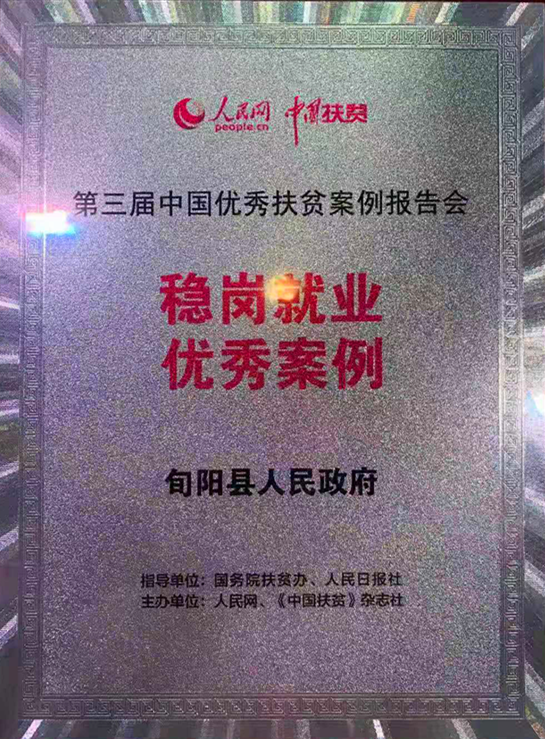 人民网 中国扶贫
people.cn
第三届中国优秀扶贫案例报告会
稳岗就业
优秀案例
旬阳县人民政府
指导单位：国务院扶贫办、人民日报社
主办单位：人民网、《中国扶贫》杂志社